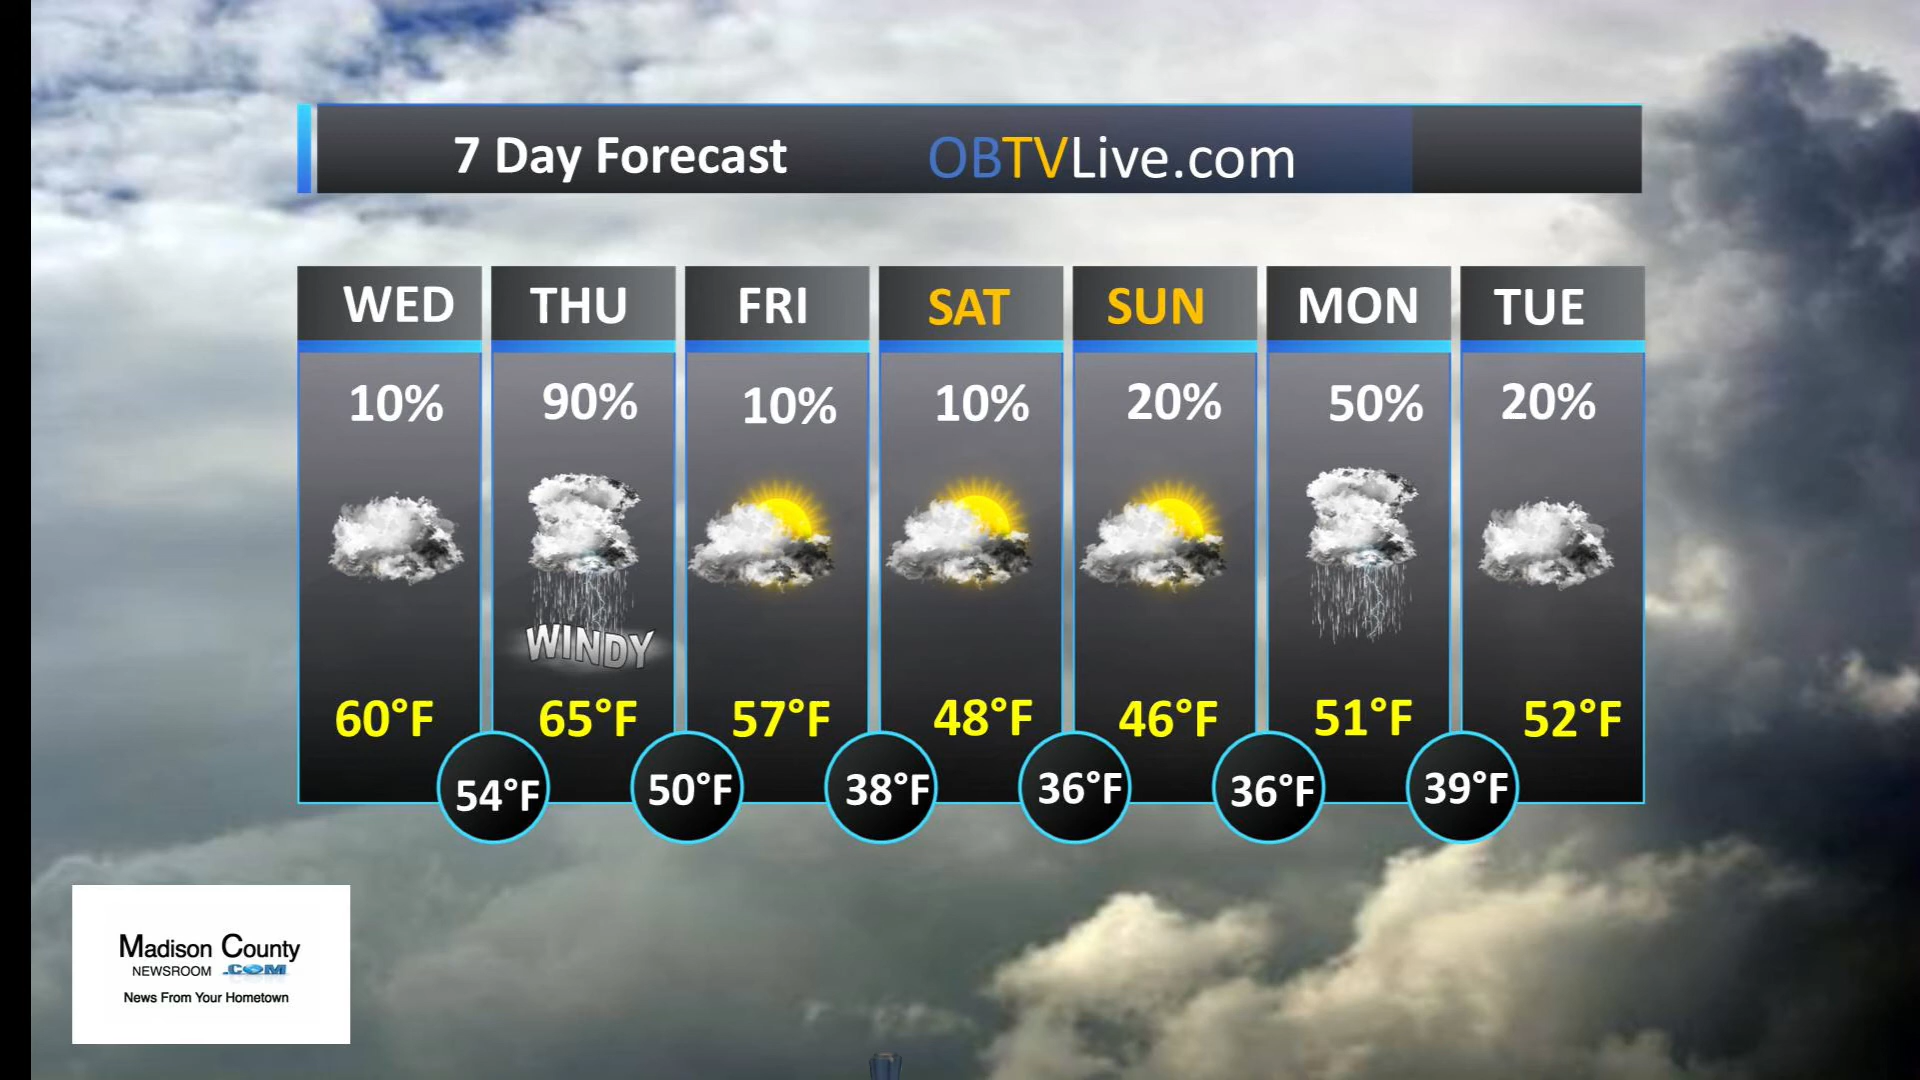 7 Day Forecast OBTVLive.com
WED THU FRI SAT SUN MON TUE
10% 90% 10% 10% 20% 50% 20%
WINDY
60°F 65°F 57°F 48°F 46°F 51°F 52°F
54°F 50°F 38°F 36°F 36°F 39°F
Madison County
NEWSROOM .COM
News From Your Hometown